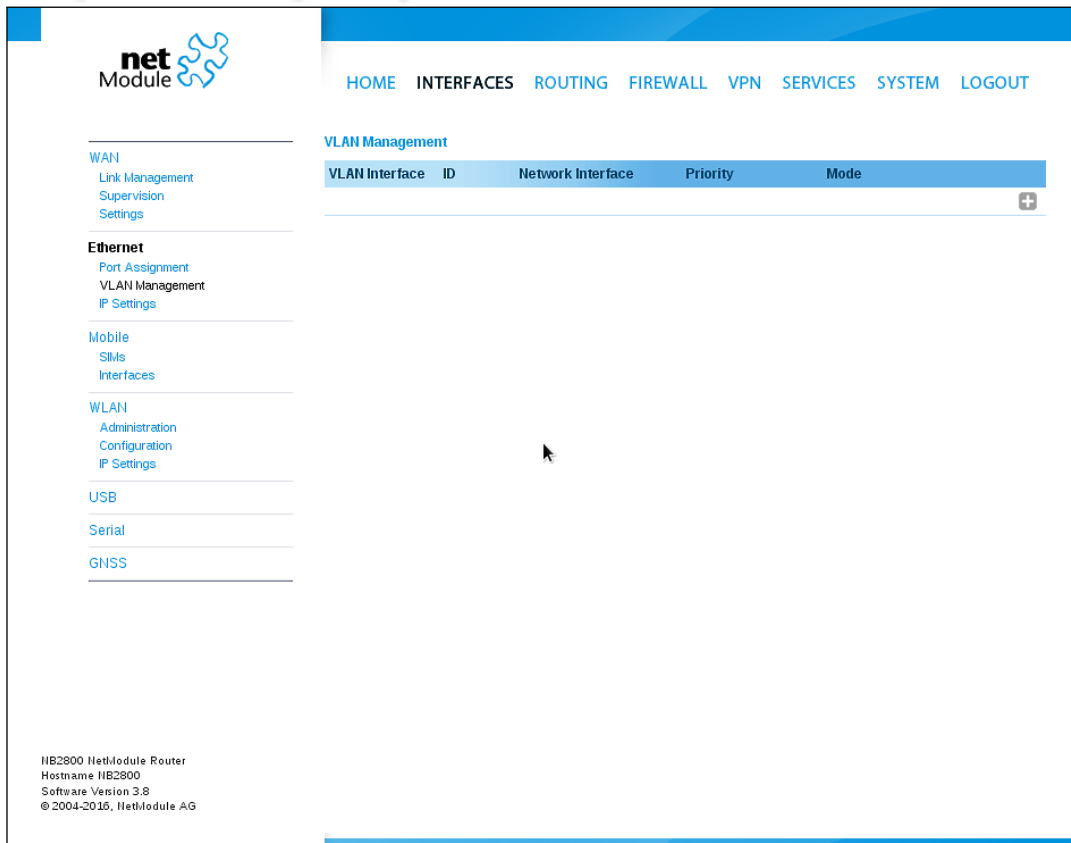 net
Module
HOME INTERFACES ROUTING FIREWALL VPN SERVICES SYSTEM LOGOUT
WAN
Link Management
Supervision
Settings
Ethernet
Port Assignment
VLAN Management
IP Settings
Mobile
SIMs
Interfaces
WLAN
Administration
Configuration
IP Settings
USB
Serial
GNSS
VLAN Management
VLAN Interface ID Network Interface Priority Mode
NB2800 NetModule Router
Hostname NB2800
Software Version 3.8
© 2004-2016, NetModule AG